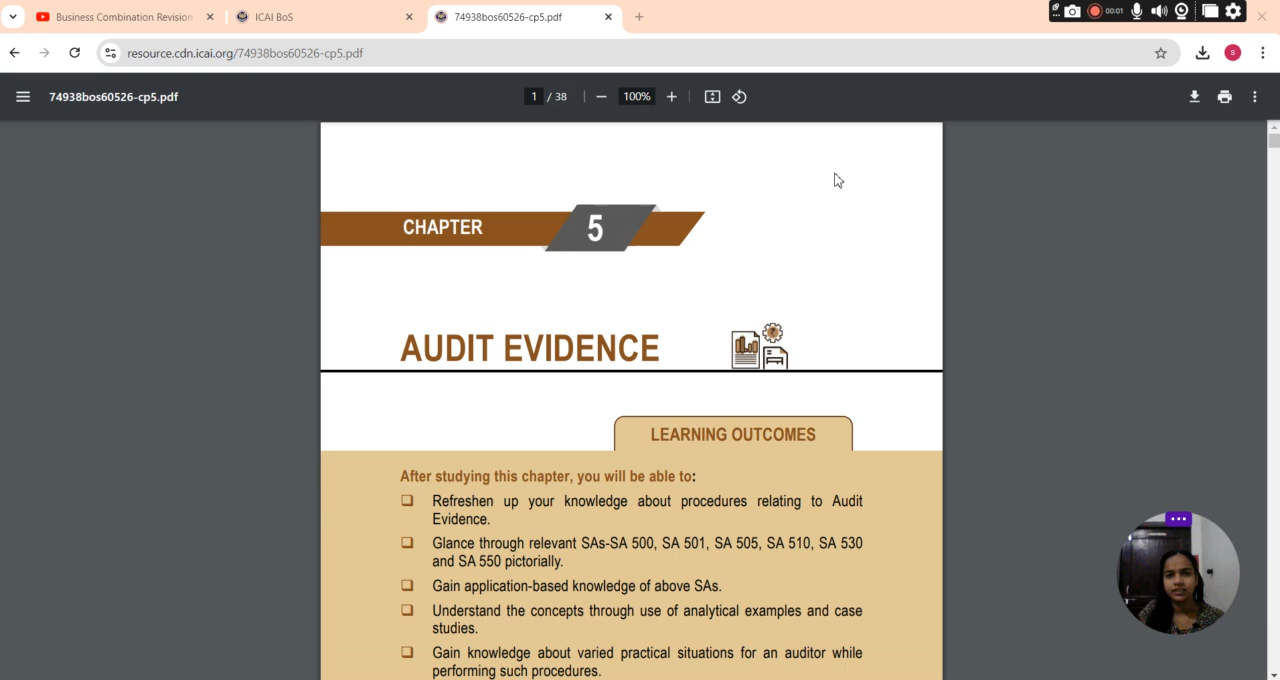 Business Combination Revision
ICAI BoS
74938bos60526-cp5.pdf
00:01
resource.cdn.icai.org/74938bos60526-cp5.pdf
S
74938bos60526-cp5.pdf
1 / 38
100%
CHAPTER 5
AUDIT EVIDENCE
LEARNING OUTCOMES
After studying this chapter, you will be able to:
Refreshen up your knowledge about procedures relating to Audit
Evidence.
Glance through relevant SAs-SA 500, SA 501, SA 505, SA 510, SA 530
and SA 550 pictorially.
Gain application-based knowledge of above SAs.
Understand the concepts through use of analytical examples and case
studies.
Gain knowledge about varied practical situations for an auditor while
performing such procedures.